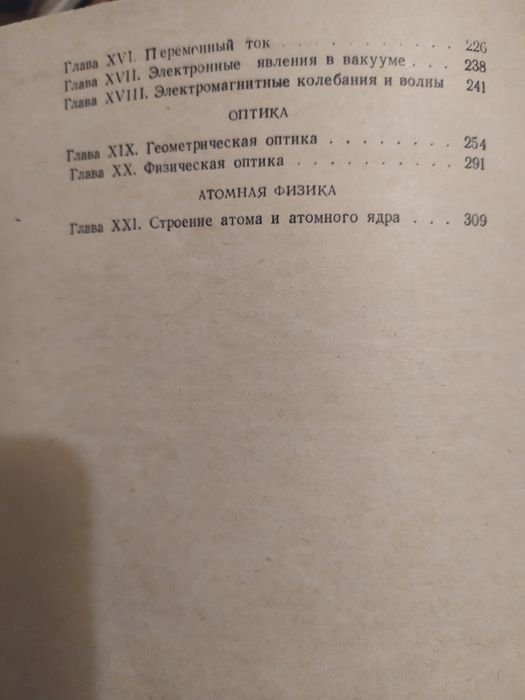 Глава XVI. Переменный ток . . . . . . . . . . . 226
Глава XVII. Электронные явления в вакууме . . . 238
Глава XVIII. Электромагнитные колебания и волны 241
ОПТИКА
Глава XIX. Геометрическая оптика . . . . . . . . 254
Глава XX. Физическая оптика . . . . . . . . . . 291
АТОМНАЯ ФИЗИКА
Глава XXI. Строение атома и атомного ядра . . . 309